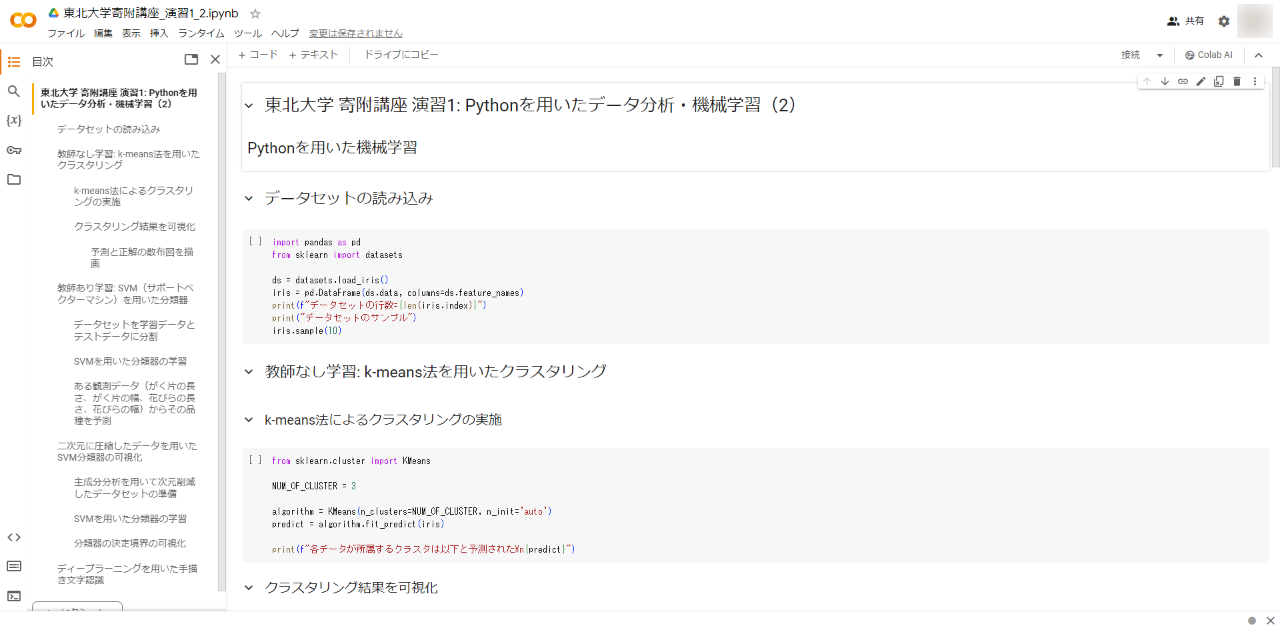 東北大学寄附講座_演習1_2.ipynb
ファイル 編集 表示 挿入 ランタイム ツール ヘルプ 変更は保存されません
共有
目次
+ コード + テキスト ドライブにコピー
接続 Colab AI
東北大学 寄附講座 演習1: Pythonを用
いたデータ分析・機械学習（2）
データセットの読み込み
教師なし学習: k-means法を用いた
クラスタリング
k-means法によるクラスタリ
ングの実施
クラスタリング結果を可視化
予測と正解の散布図を描
画
教師あり学習: SVM（サポートベ
クターマシン）を用いた分類器
データセットを学習データと
テストデータに分割
SVMを用いた分類器の学習
ある観測データ（がく片の長
さ、がく片の幅、花びらの長
さ、花びらの幅）からその品
種を予測
二次元に圧縮したデータを用いた
SVM分類器の可視化
主成分分析を用いて次元削減
したデータセットの準備
SVMを用いた分類器の学習
分類器の決定境界の可視化
ディープラーニングを用いた手描
き文字認識
東北大学 寄附講座 演習1: Pythonを用いたデータ分析・機械学習（2）
Pythonを用いた機械学習
データセットの読み込み
[ ] import pandas as pd
from sklearn import datasets
ds = datasets.load_iris()
iris = pd.DataFrame(ds.data, columns=ds.feature_names)
print(f"データセットの行数={len(iris.index)}")
print("データセットのサンプル")
iris.sample(10)
教師なし学習: k-means法を用いたクラスタリング
k-means法によるクラスタリングの実施
[ ] from sklearn.cluster import KMeans
NUM_OF_CLUSTER = 3
algorithm = KMeans(n_clusters=NUM_OF_CLUSTER, n_init='auto')
predict = algorithm.fit_predict(iris)
print(f"各データが所属するクラスタは以下と予測された¥n{predict}")
クラスタリング結果を可視化